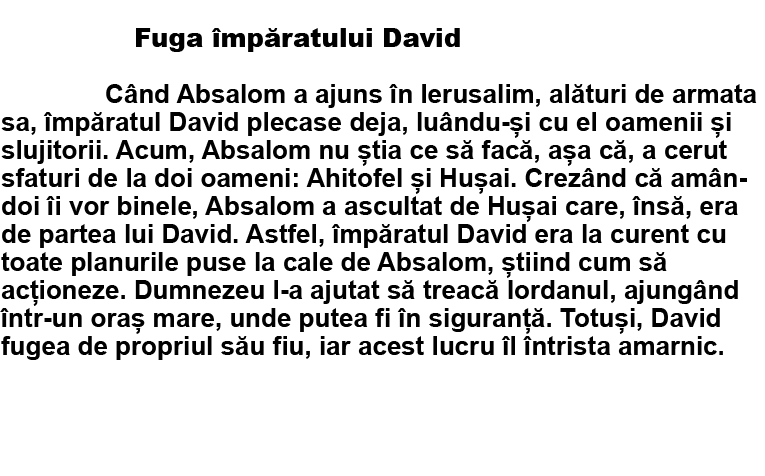 Fuga împăratului David
Când Absalom a ajuns în Ierusalim, alături de armata
sa, împăratul David plecase deja, luându-și cu el oamenii și
slujitorii. Acum, Absalom nu știa ce să facă, așa că, a cerut
sfaturi de la doi oameni: Ahitofel și Hușai. Crezând că amân-
doi îi vor binele, Absalom a ascultat de Hușai care, însă, era
de partea lui David. Astfel, împăratul David era la curent cu
toate planurile puse la cale de Absalom, știind cum să
acționeze. Dumnezeu l-a ajutat să treacă Iordanul, ajungând
într-un oraș mare, unde putea fi în siguranță. Totuși, David
fugea de propriul său fiu, iar acest lucru îl întrista amarnic.